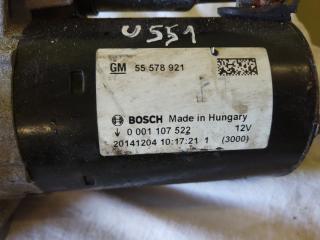 U551
GM 55 578 921
BOSCH Made in Hungary
0 001 107 522 12V
20141204 10:17:21 1 (3000)